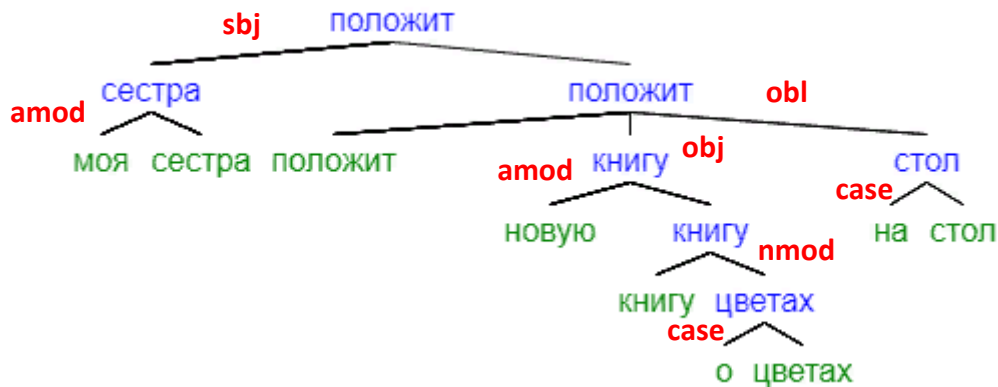 sbj положит
сестра положит obl
amod
моя сестра положит amod книгу obj стол
case
новую книгу на стол
nmod
книгу цветах
case
о цветах